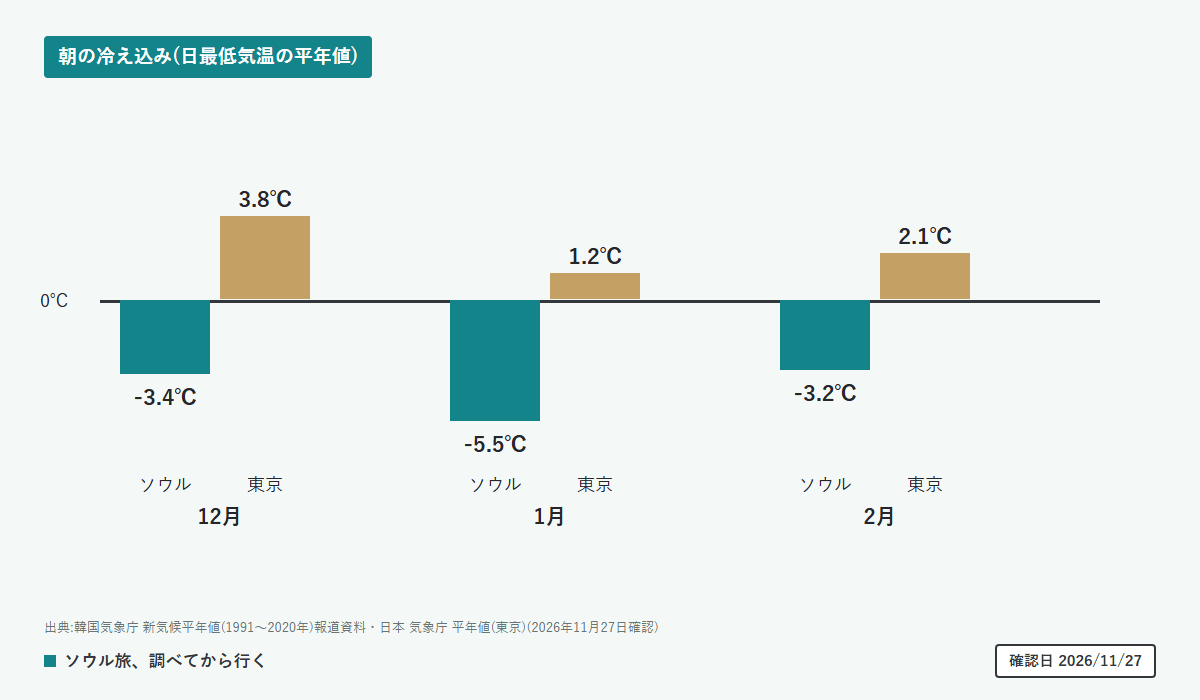 朝の冷え込み(日最低気温の平年値)
3.8℃
1.2℃
2.1℃
0℃
-3.4℃
-5.5℃
-3.2℃
ソウル 東京 ソウル 東京 ソウル 東京
12月 1月 2月
出典:韓国気象庁 新気候平年値(1991〜2020年)報道資料・日本 気象庁 平年値(東京)(2026年11月27日確認)
ソウル旅、調べてから行く
確認日 2026/11/27